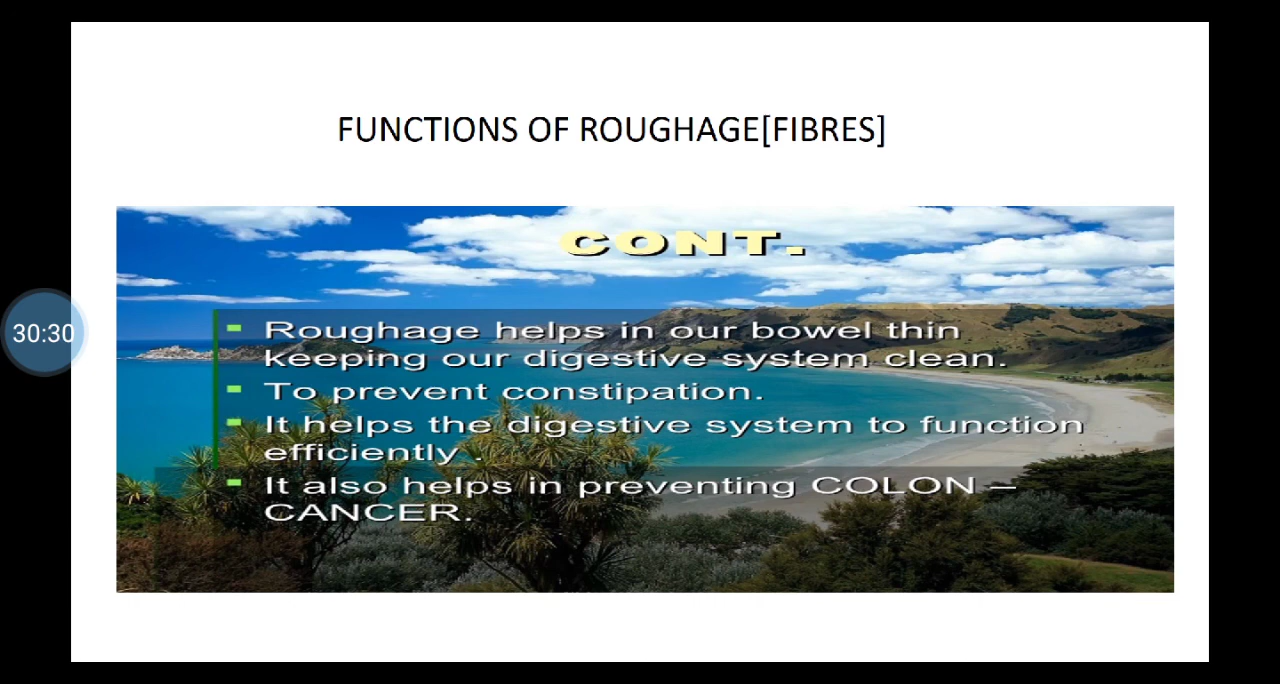 FUNCTIONS OF ROUGHAGE[FIBRES]
CONT.
30:30
Roughage helps in our bowel thin
keeping our digestive system clean.
To prevent constipation.
It helps the digestive system to function
efficiently .
It also helps in preventing COLON –
CANCER.